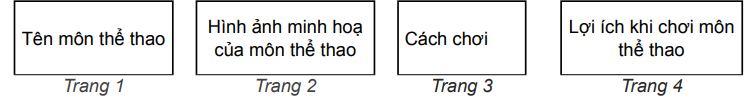 Tên môn thể thao
Hình ảnh minh hoạ
của môn thể thao
Cách chơi
Lợi ích khi chơi môn
thể thao
Trang 1
Trang 2
Trang 3
Trang 4